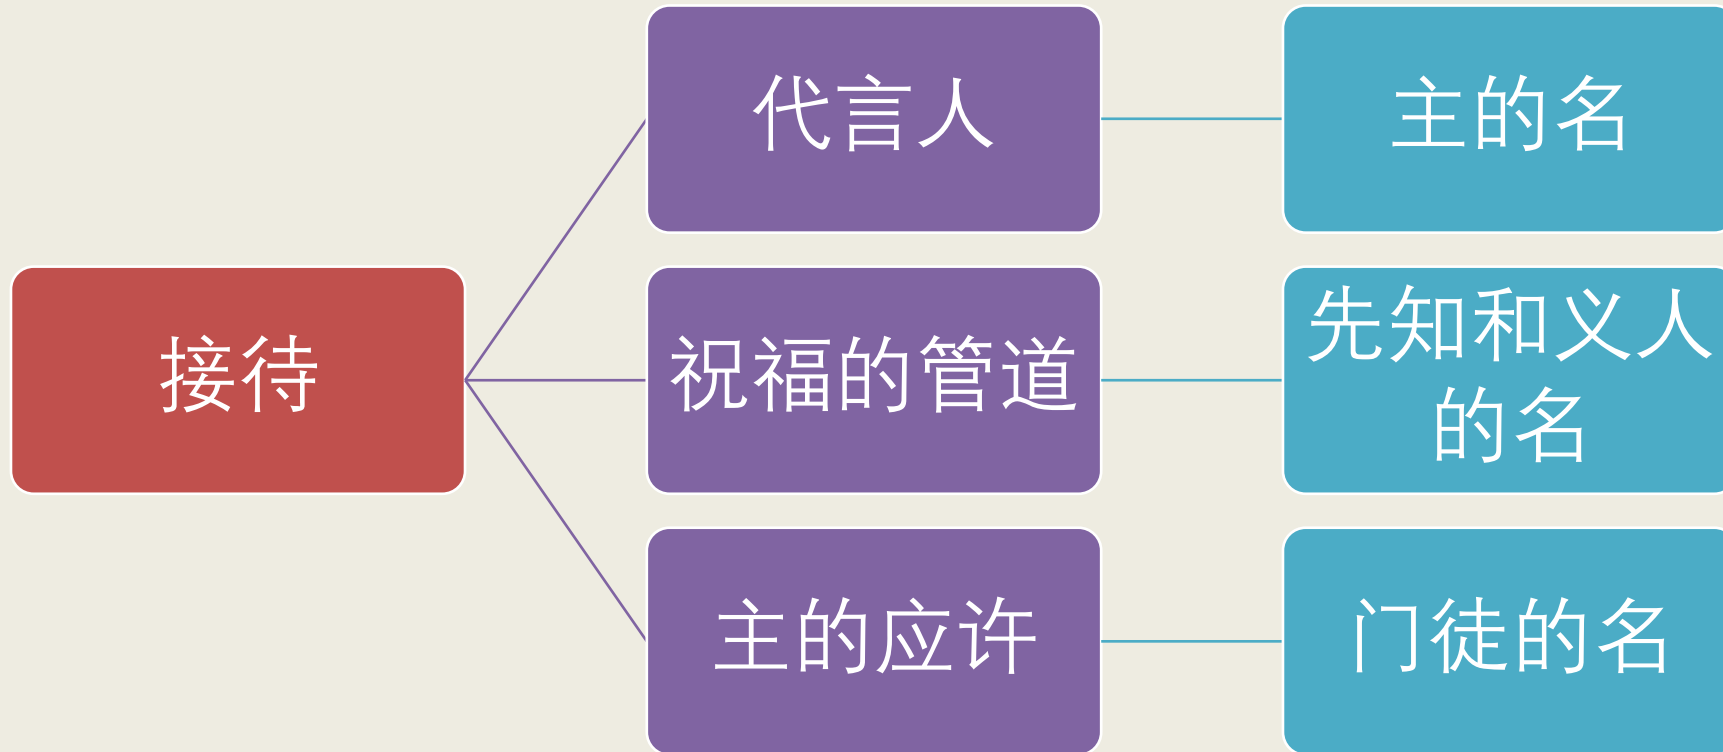 接待
代言人
主的名
祝福的管道
先知和义人
的名
主的应许
门徒的名